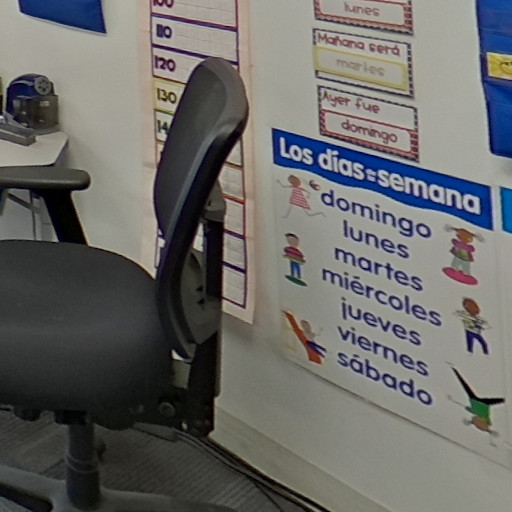 100
110
120
130
lunes
Mañana será
martes
Ayer fue
domingo
Los días de la semana
domingo
lunes
martes
miércoles
jueves
viernes
sábado